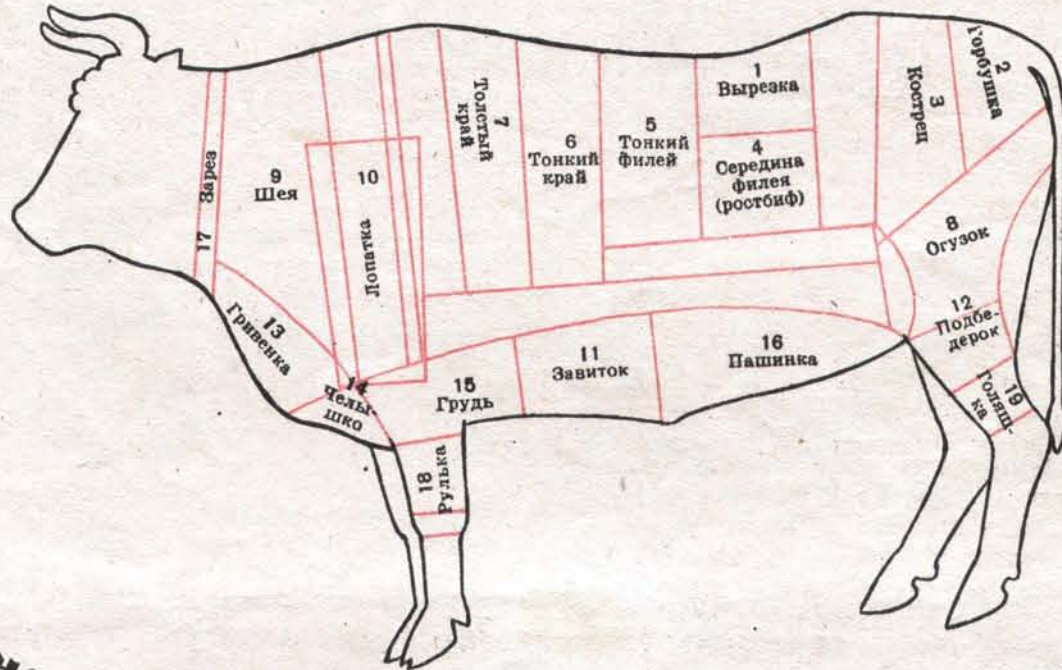 1
Вырезка
2
Горбушка
3
Кострец
4
Середина
филея
(ростбиф)
5
Тонкий
филей
6
Тонкий
край
7
Толстый
край
8
Огузок
9
Шея
10
Лопатка
11
Завиток
12
Подбе-
дерок
13
Гривенка
14
Челы-
шко
15
Грудь
16
Пашинка
17 Зарез
18
Рулька
19
Голяш-
ка